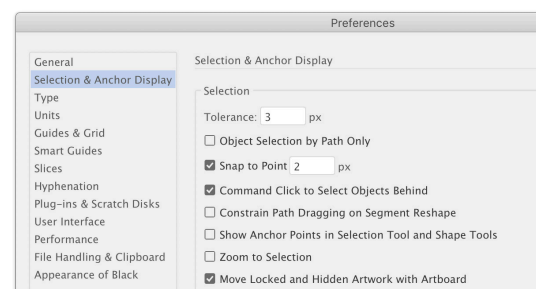 Preferences
General
Selection & Anchor Display
Type
Units
Guides & Grid
Smart Guides
Slices
Hyphenation
Plug-ins & Scratch Disks
User Interface
Performance
File Handling & Clipboard
Appearance of Black
Selection & Anchor Display
Selection
Tolerance: 3 px
Object Selection by Path Only
Snap to Point 2 px
Command Click to Select Objects Behind
Constrain Path Dragging on Segment Reshape
Show Anchor Points in Selection Tool and Shape Tools
Zoom to Selection
Move Locked and Hidden Artwork with Artboard